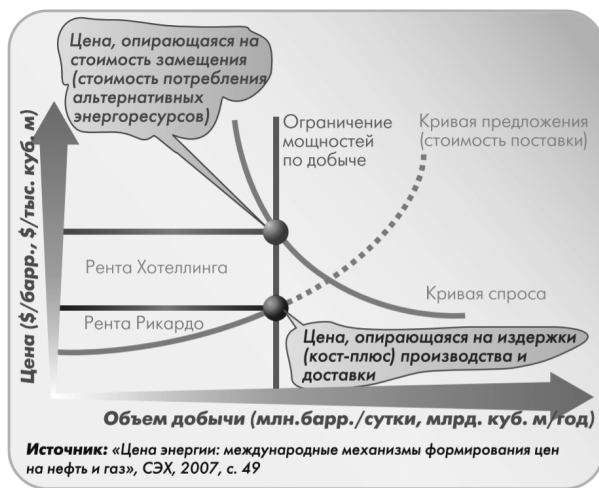 Цена, опирающаяся на
стоимость замещения
(стоимость потребления
альтернативных
энергоресурсов)
Ограничение
мощностей
по добыче
Кривая предложения
(стоимость поставки)
Цена ($/барр., $/тыс. куб. м)
Рента Хотеллинга
Рента Рикардо
Кривая спроса
Цена, опирающаяся на издержки
(кост-плюс) производства и
доставки
Объем добычи (млн.барр./сутки, млрд. куб. м/год)
Источник: «Цена энергии: международные механизмы формирования цен
на нефть и газ», СЭХ, 2007, с. 49